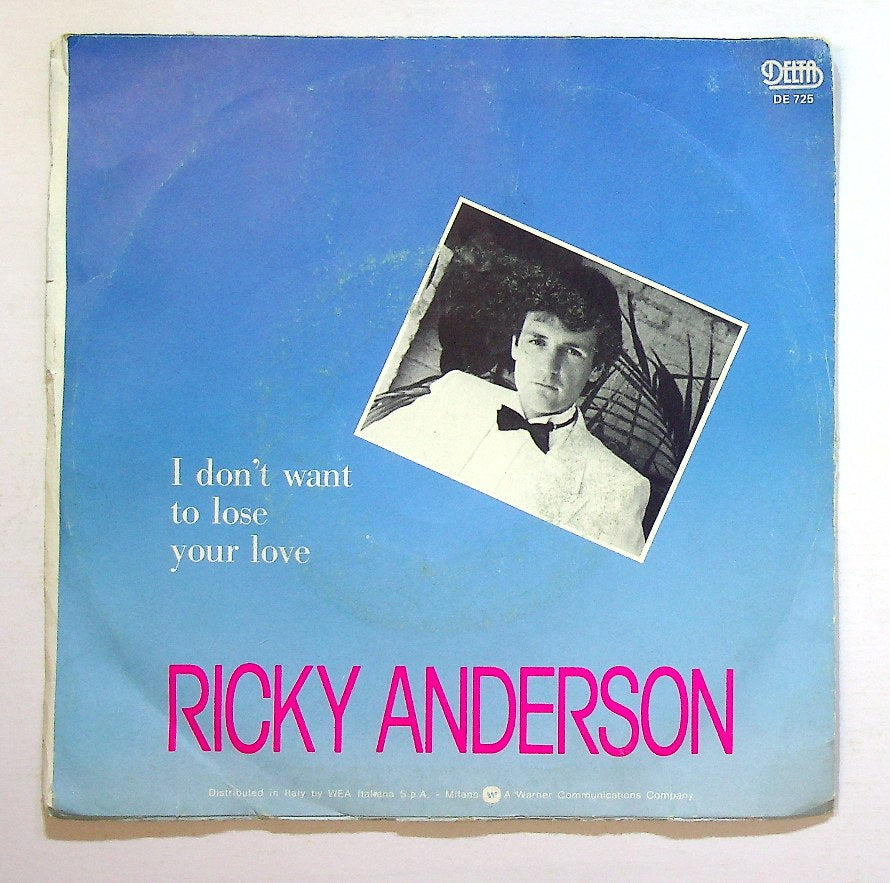 DELTA
DE 725
I don't want
to lose
your love
RICKY ANDERSON
Distributed in Italy by WEA Italiana S.p.A. - Milano W A Warner Communications Company